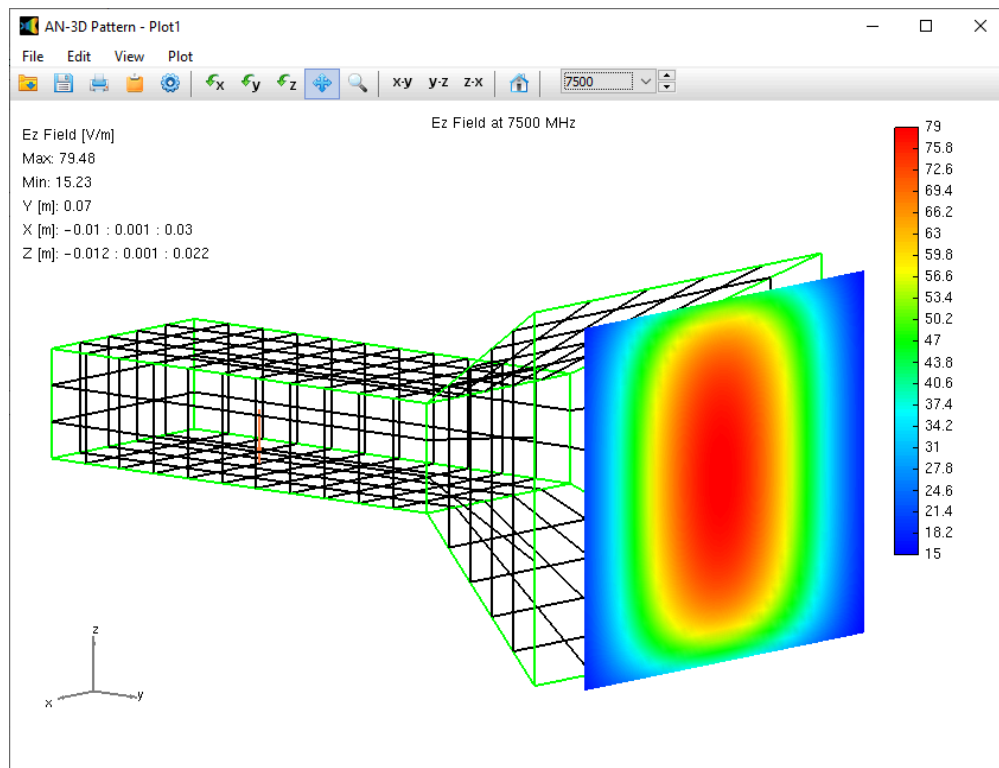 AN-3D Pattern - Plot1
File Edit View Plot
x y z x-y y-z z-x 7500
Ez Field at 7500 MHz
Ez Field [V/m]
Max: 79.48
Min: 15.23
Y [m]: 0.07
X [m]: -0.01 : 0.001 : 0.03
Z [m]: -0.012 : 0.001 : 0.022
79
75.8
72.6
69.4
66.2
63
59.8
56.6
53.4
50.2
47
43.8
40.6
37.4
34.2
31
27.8
24.6
21.4
18.2
15
z
x
y